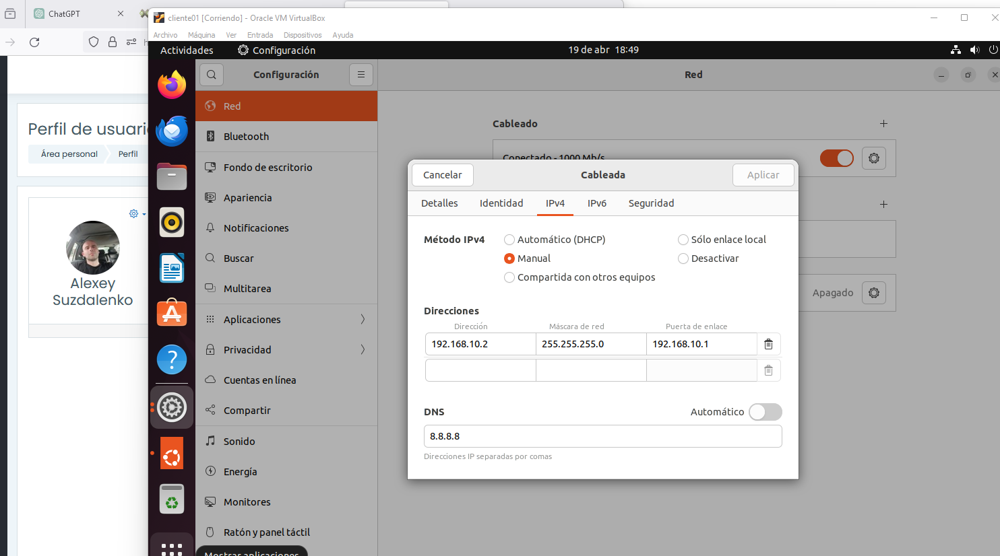 ChatGPT
cliente01 [Corriendo] - Oracle VM VirtualBox
Archivo Máquina Ver Entrada Dispositivos Ayuda
Actividades Configuración 19 de abr 18:49
Configuración
Red
Red
Bluetooth
Fondo de escritorio
Apariencia
Notificaciones
Buscar
Multitarea
Aplicaciones
Privacidad
Cuentas en línea
Compartir
Sonido
Energía
Monitores
Ratón y panel táctil
Mostrar aplicaciones
Perfil de usuario
Área personal Perfil
Alexey
Suzdalenko
Cableado
Conectado - 1000 Mb/s
Apagado
Cancelar Cableada Aplicar
Detalles Identidad IPv4 IPv6 Seguridad
Método IPv4 Automático (DHCP) Sólo enlace local
Manual Desactivar
Compartida con otros equipos
Direcciones
Dirección Máscara de red Puerta de enlace
192.168.10.2 255.255.255.0 192.168.10.1
DNS Automático
8.8.8.8
Direcciones IP separadas por comas